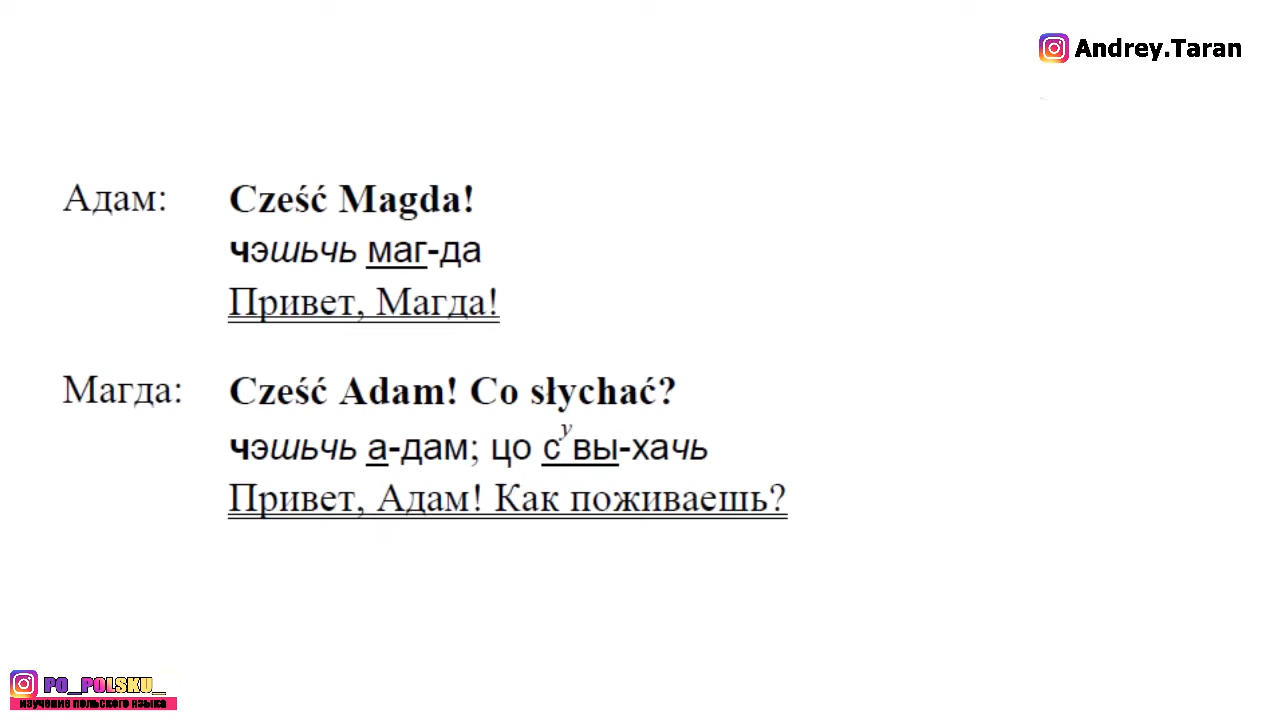 Andrey.Taran
Адам: Cześć Magda!
чэшьчь маг-да
Привет, Магда!
Магда: Cześć Adam! Co słychać?
чэшьчь а-дам; цо сʸвы-хачь
Привет, Адам! Как поживаешь?
PO_POLSKU_
изучение польского языка